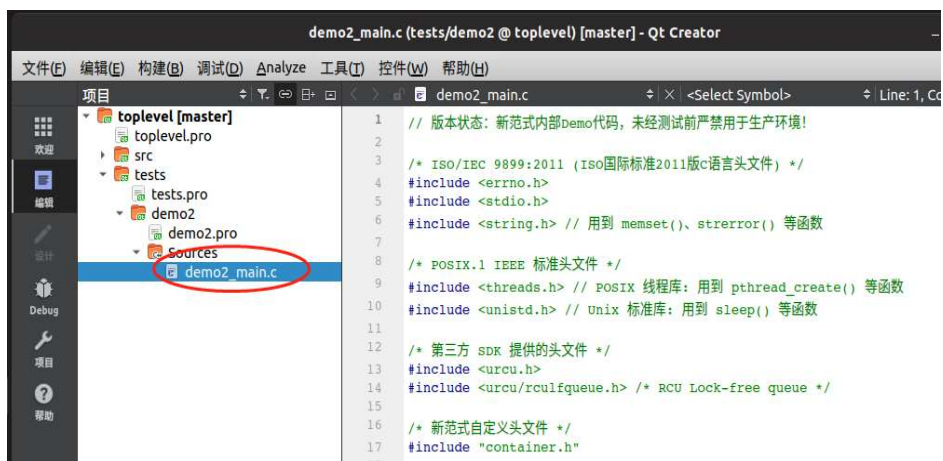 demo2_main.c (tests/demo2 @ toplevel) [master] - Qt Creator
文件(F) 编辑(E) 构建(B) 调试(D) Analyze 工具(T) 控件(W) 帮助(H)
项目
demo2_main.c
<Select Symbol>
Line: 1, Co
欢迎
编辑
设计
Debug
项目
帮助
toplevel [master]
toplevel.pro
src
tests
tests.pro
demo2
demo2.pro
Sources
demo2_main.c
1 // 版本状态：新范式内部Demo代码，未经测试前严禁用于生产环境！
2
3 /* ISO/IEC 9899:2011 (ISO国际标准2011版C语言头文件) */
4 #include <errno.h>
5 #include <stdio.h>
6 #include <string.h> // 用到 memset()、strerror() 等函数
7
8 /* POSIX.1 IEEE 标准头文件 */
9 #include <threads.h> // POSIX 线程库：用到 pthread_create() 等函数
10 #include <unistd.h> // Unix 标准库：用到 sleep() 等函数
11
12 /* 第三方 SDK 提供的头文件 */
13 #include <urcu.h>
14 #include <urcu/rculfqueue.h> /* RCU Lock-free queue */
15
16 /* 新范式自定义头文件 */
17 #include "container.h"